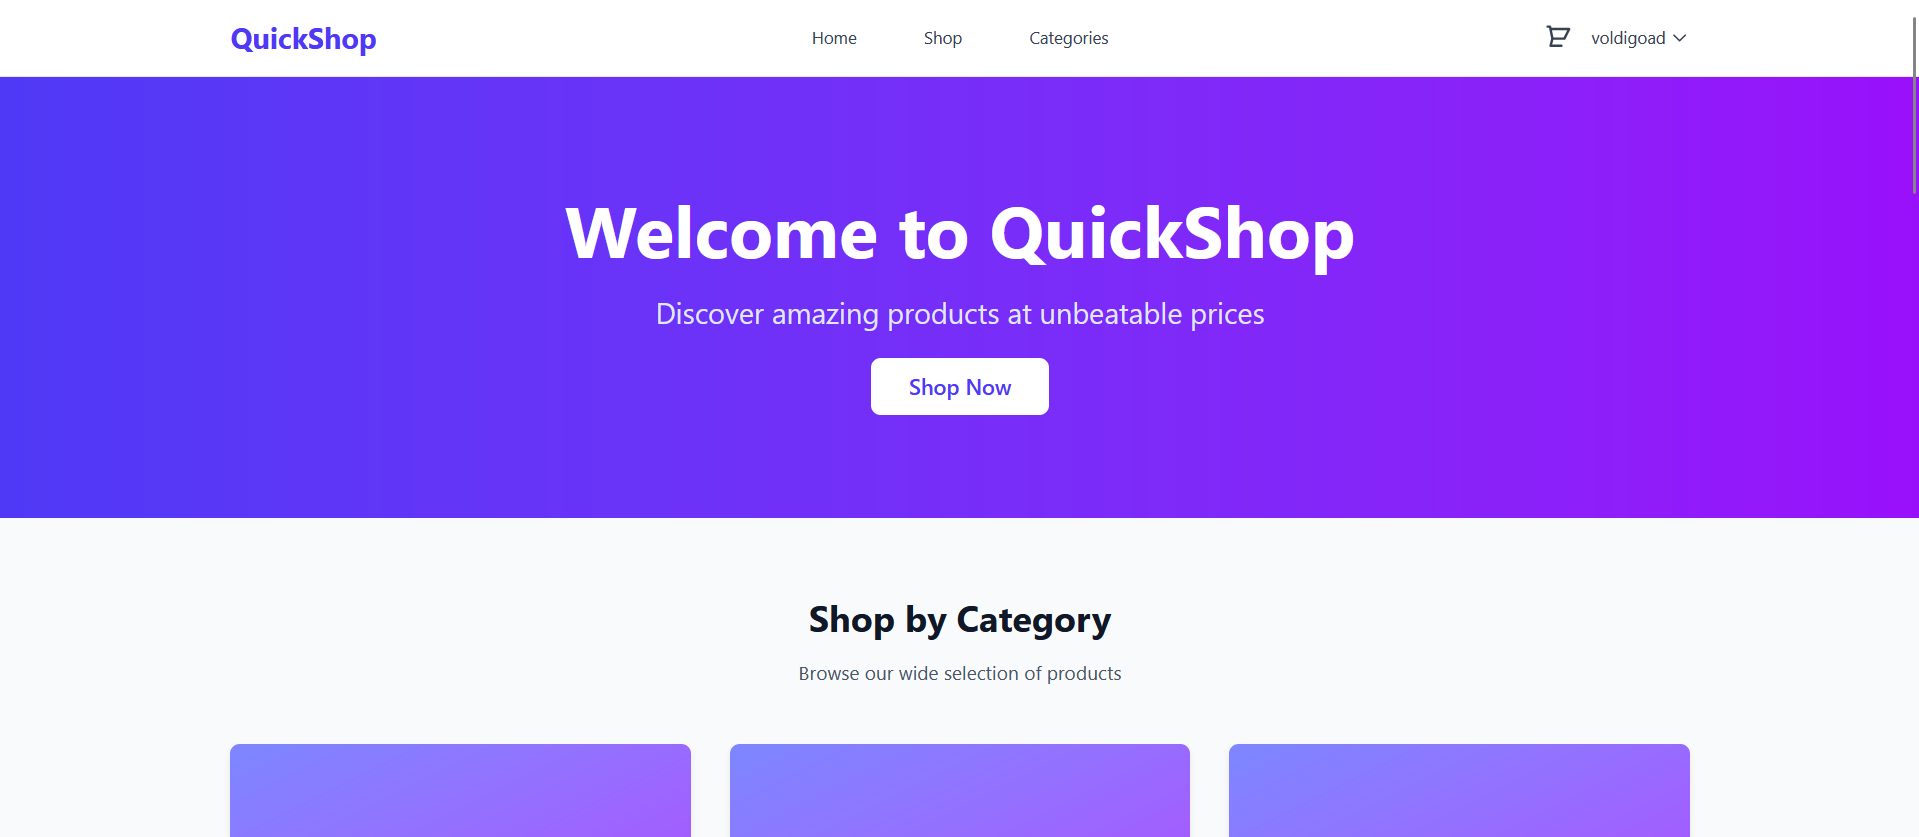 QuickShop
Home Shop Categories voldigoad
Welcome to QuickShop
Discover amazing products at unbeatable prices
Shop Now
Shop by Category
Browse our wide selection of products